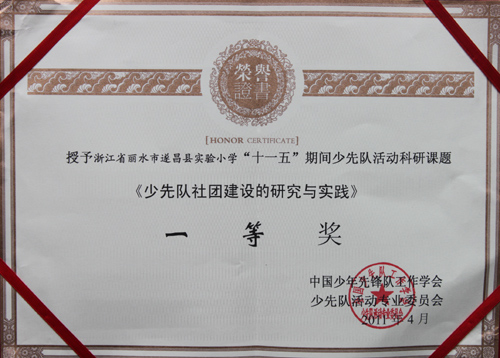 榮譽
證書
[HONOR CERTIFICATE]
授予浙江省丽水市遂昌县实验小学“十一五”期间少先队活动科研课题
《少先队社团建设的研究与实践》
一等奖
中国少年先锋队工作学会
少先队活动专业委员会
2011年4月